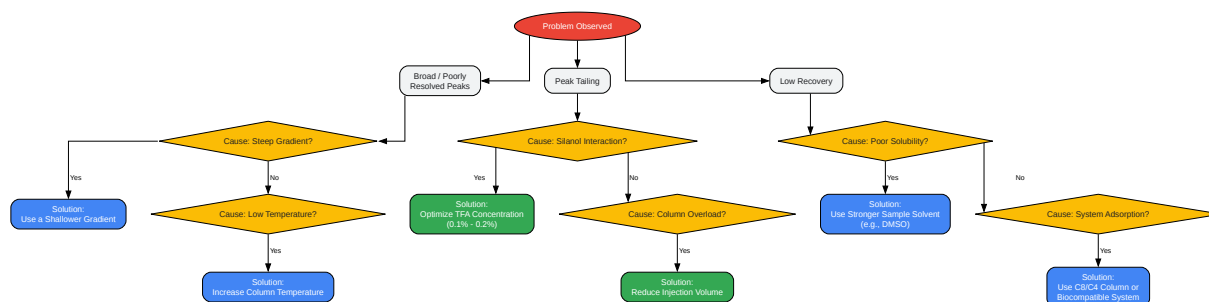 Problem Observed
Broad / Poorly
Resolved Peaks
Peak Tailing
Low Recovery
Cause: Steep Gradient?
Cause: Silanol Interaction?
Cause: Poor Solubility?
Yes
No
Yes
No
Yes
No
Solution:
Use a Shallower Gradient
Cause: Low Temperature?
Solution:
Optimize TFA Concentration
(0.1% - 0.2%)
Cause: Column Overload?
Solution:
Use Stronger Sample Solvent
(e.g., DMSO)
Cause: System Adsorption?
Yes
Yes
Yes
Solution:
Increase Column Temperature
Solution:
Reduce Injection Volume
Solution:
Use C8/C4 Column or
Biocompatible System